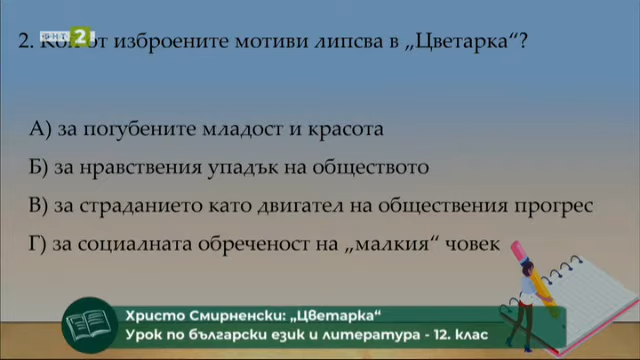 БНТ 2
2. от изброените мотиви липсва в „Цветарка“?
А) за погубените младост и красота
Б) за нравствения упадък на обществото
В) за страданието като двигател на обществения прогрес
Г) за социалната обреченост на „малкия“ човек
Христо Смирненски: „Цветарка“
Урок по български език и литература - 12. клас